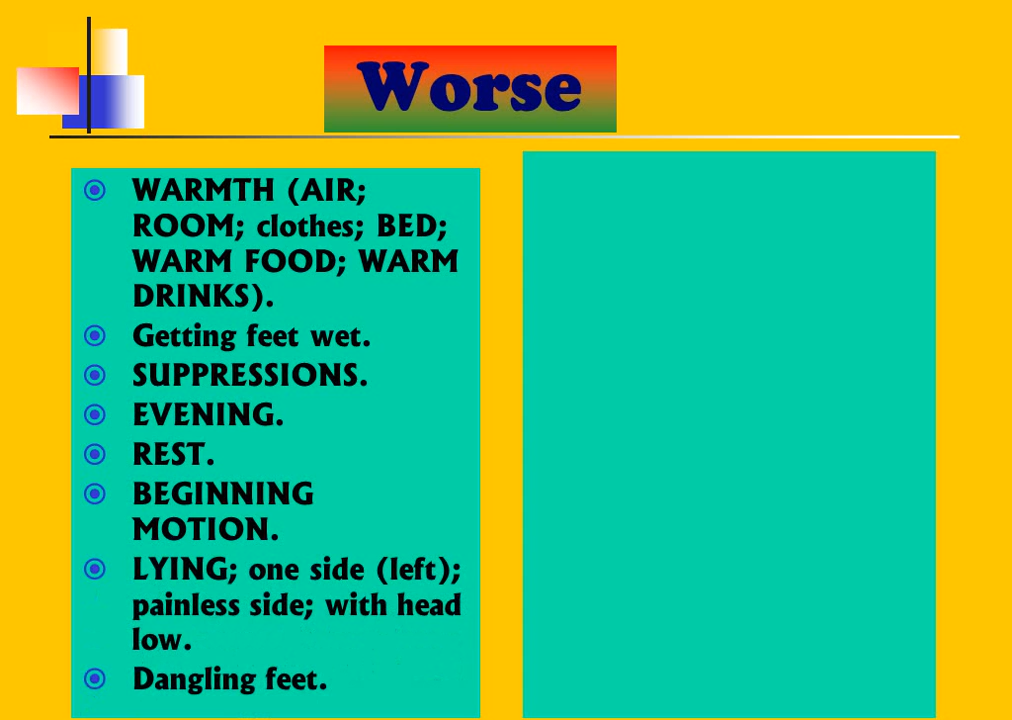 Worse
WARMTH (AIR;
ROOM; clothes; BED;
WARM FOOD; WARM
DRINKS).
Getting feet wet.
SUPPRESSIONS.
EVENING.
REST.
BEGINNING
MOTION.
LYING; one side (left);
painless side; with head
low.
Dangling feet.